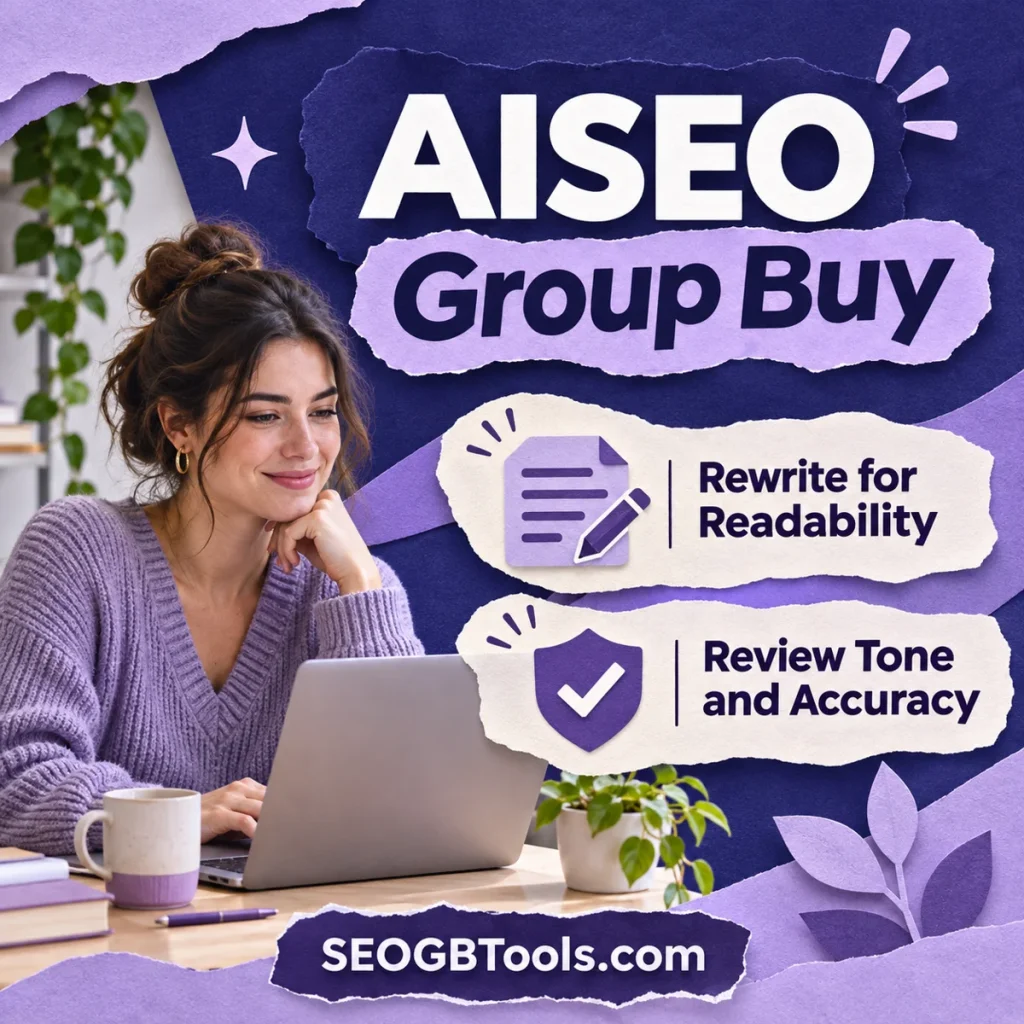 AISEO
Group Buy
Rewrite for
Readability
Review Tone
and Accuracy
SEOGBTools.com